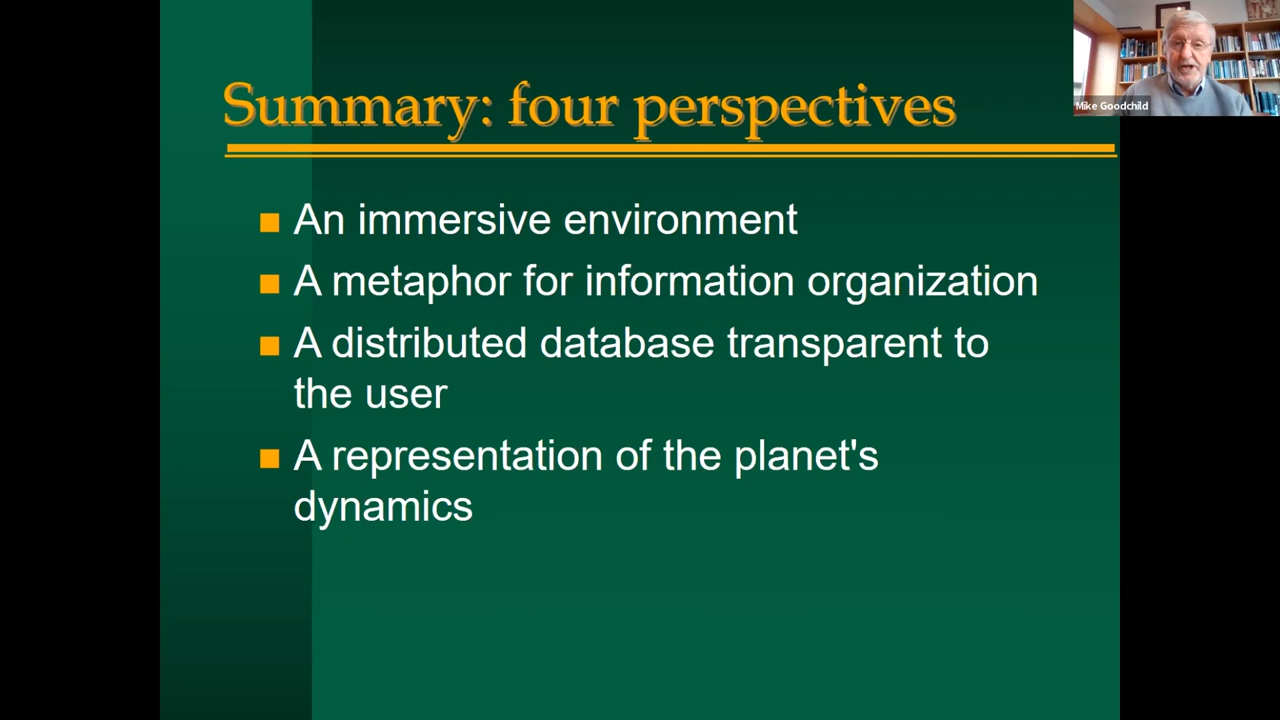 Summary: four perspectives
Mike Goodchild
An immersive environment
A metaphor for information organization
A distributed database transparent to
the user
A representation of the planet's
dynamics